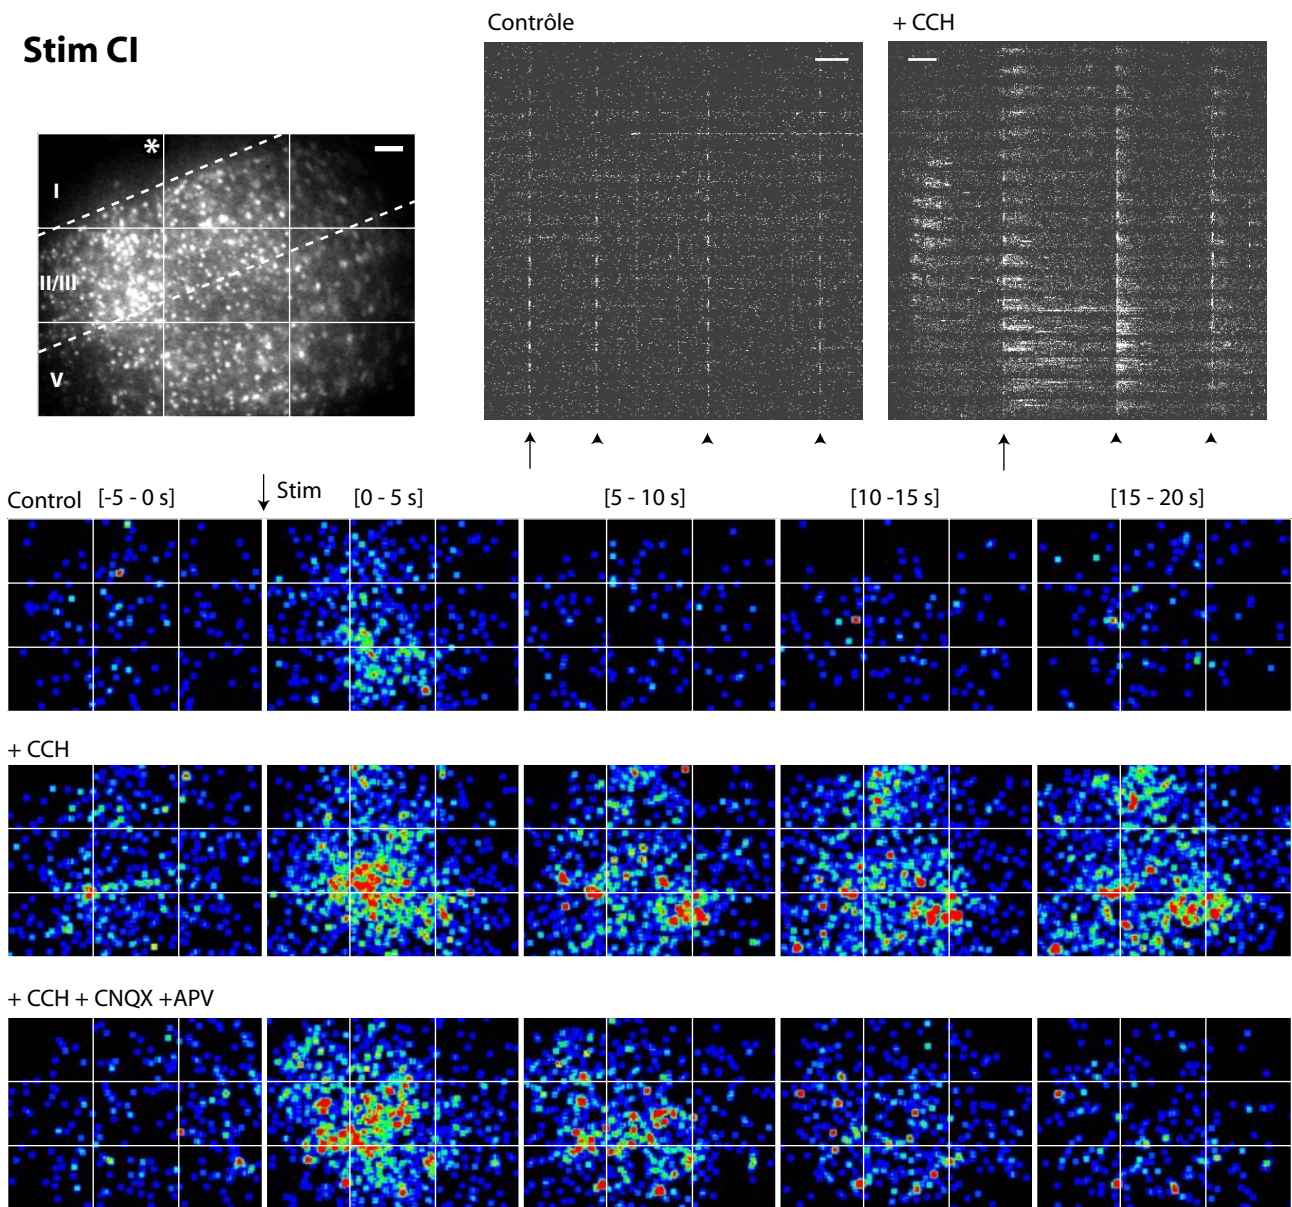 Stim CI
Contrôle
+ CCH
*
I
II/III
V
Control [-5 - 0 s] Stim [0 - 5 s] [5 - 10 s] [10 -15 s] [15 - 20 s]
+ CCH
+ CCH + CNQX +APV